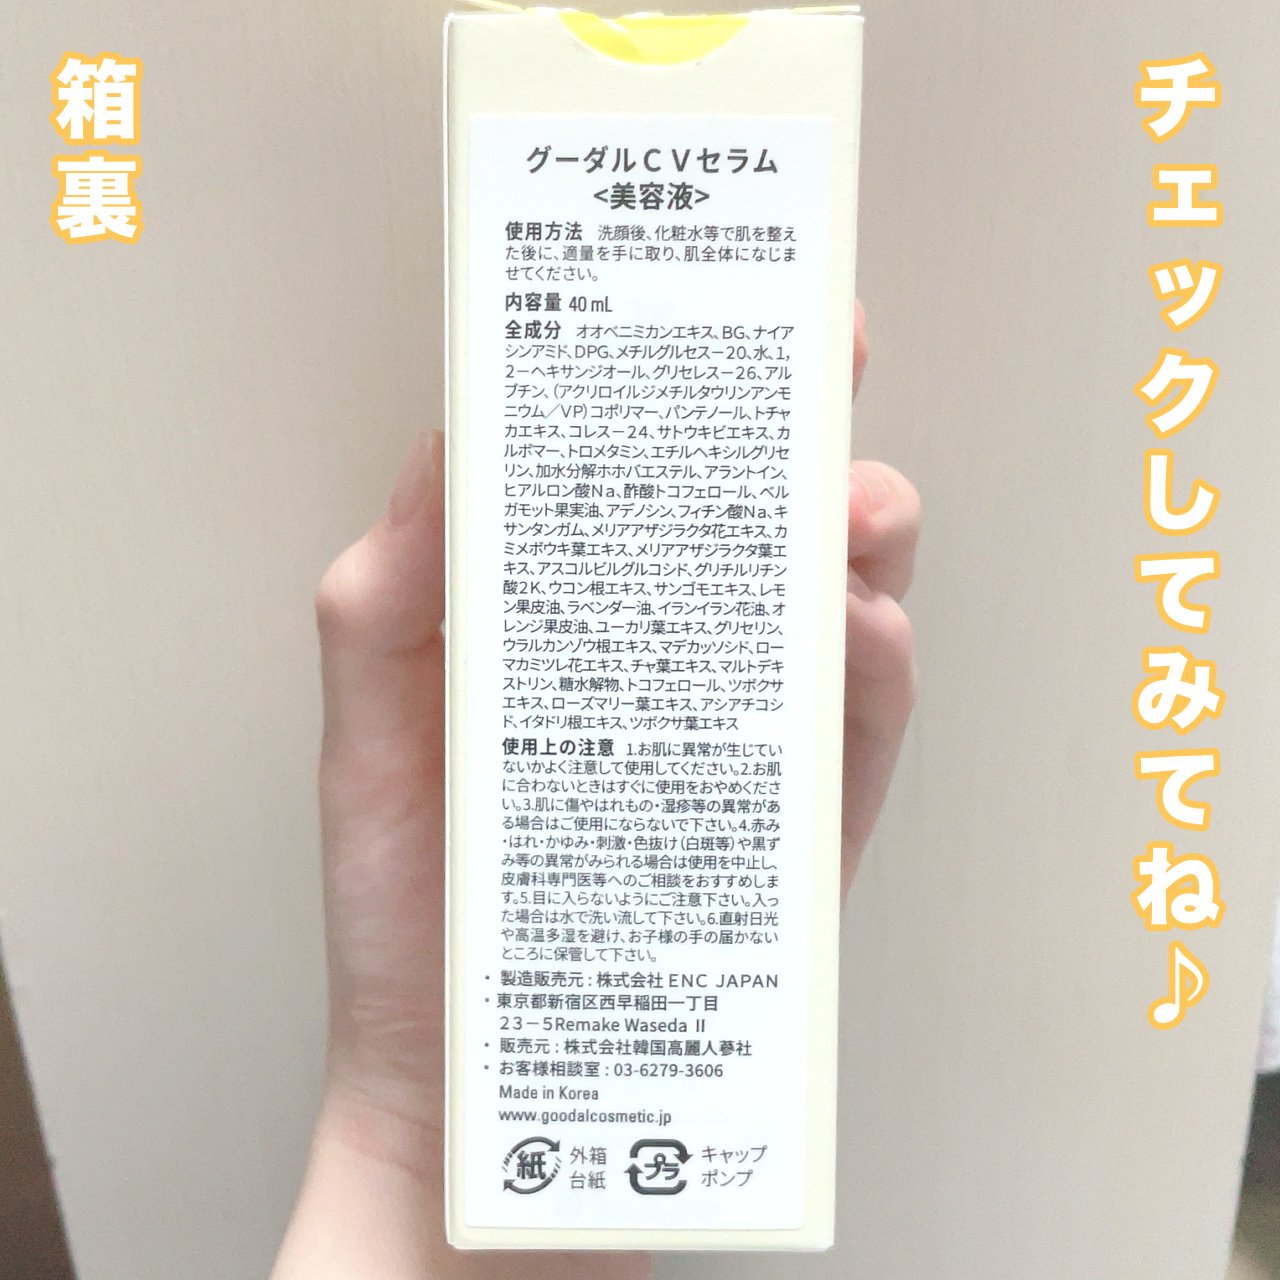 箱裏
チェックしてみてね♪
グーダルＣＶセラム
<美容液>
使用方法 洗顔後、化粧水等で肌を整え
た後に、適量を手に取り、肌全体になじま
せてください。
内容量 40 mL
全成分 オオベニミカンエキス、BG、ナイア
シンアミド、DPG、メチルグルセス－20、水、1,
2－ヘキサンジオール、グリセレス－26、アル
ブチン、(アクリロイルジメチルタウリンアンモ
ニウム／VP)コポリマー、パンテノール、トチャ
カエキス、コレス－24、サトウキビエキス、カ
ルボマー、トロメタミン、エチルヘキシルグリセ
リン、加水分解ホホバエステル、アラントイン、
ヒアルロン酸Na、酢酸トコフェロール、ベル
ガモット果実油、アデノシン、フィチン酸Na、キ
サンタンガム、メリアアザジラクタ花エキス、カ
ミメボウキ葉エキス、メリアアザジラクタ葉エ
キス、アスコルビルグルコシド、グリチルリチン
酸2K、ウコン根エキス、サンゴモエキス、レモ
ン果皮油、ラベンダー油、イランイラン花油、オ
レンジ果皮油、ユーカリ葉エキス、グリセリン、
ウラルカンゾウ根エキス、マデカッソシド、ロー
マカミツレ花エキス、チャ葉エキス、マルトデキ
ストリン、糖水解物、トコフェロール、ツボクサ
エキス、ローズマリー葉エキス、アシアチコシ
ド、イタドリ根エキス、ツボクサ葉エキス
使用上の注意 1.お肌に異常が生じてい
ないかよく注意して使用してください。2.お肌
に合わないときはすぐに使用をおやめくださ
い。3.肌に傷やはれもの・湿疹等の異常があ
る場合はご使用にならないで下さい。4.赤み
・はれ・かゆみ・刺激・色抜け(白斑等)や黒ず
み等の異常がみられる場合は使用を中止し、
皮膚科専門医等へのご相談をおすすめしま
す。5.目に入らないようにご注意下さい。入っ
た場合は水で洗い流して下さい。6.直射日光
や高温多湿を避け、お子様の手の届かない
ところに保管して下さい。
・製造販売元 : 株式会社 ENC JAPAN
・東京都新宿区西早稲田一丁目
23－5Remake Waseda Ⅱ
・販売元 : 株式会社韓国高麗人蔘社
・お客様相談室 : 03-6279-3606
Made in Korea
www.goodalcosmetic.jp
紙 外箱
台紙
プラ キャップ
ポンプ